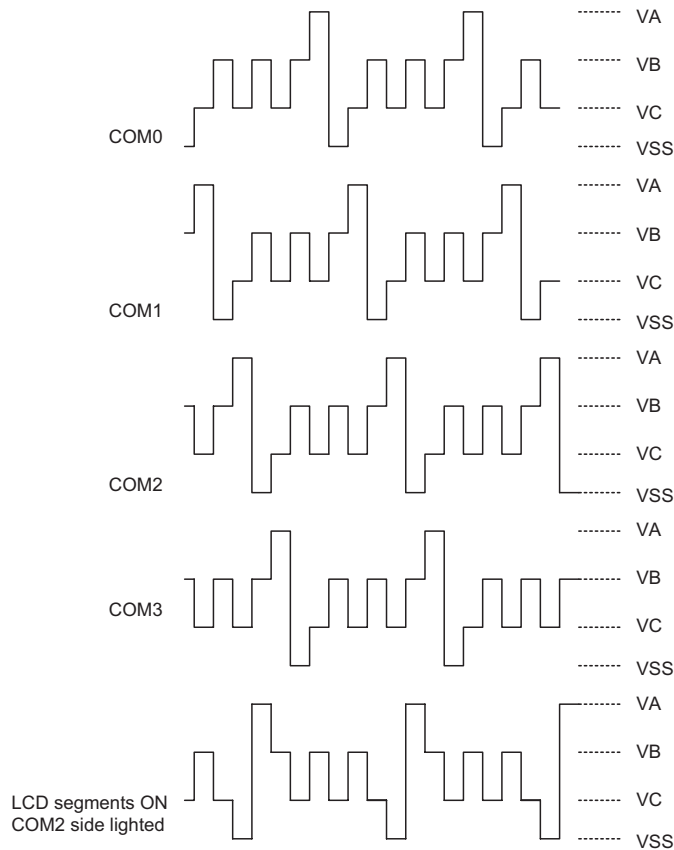 VA
VB
VC
COM0
VSS
VA
VB
VC
COM1
VSS
VA
VB
VC
COM2
VSS
VA
VB
COM3
VC
VSS
VA
VB
LCD segments ON
VC
COM2 side lighted
VSS